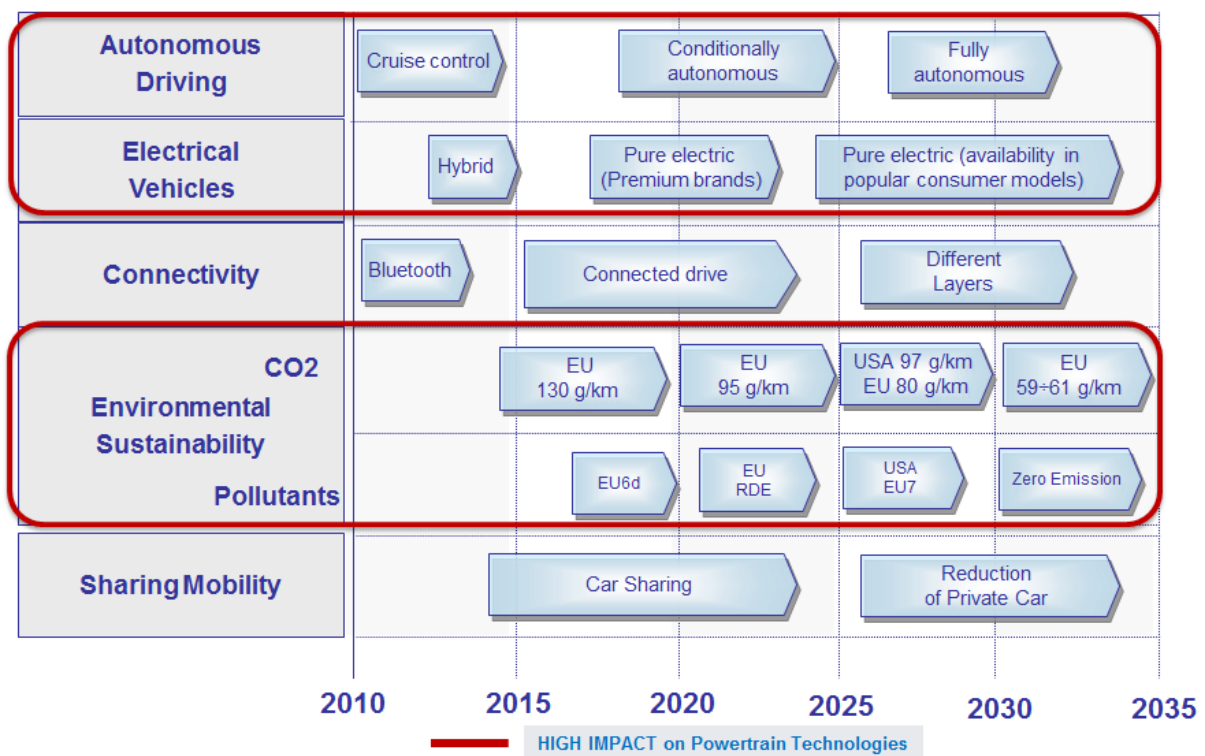 Autonomous
Driving
Cruise control
Conditionally
autonomous
Fully
autonomous
Electrical
Vehicles
Hybrid
Pure electric
(Premium brands)
Pure electric (availability in
popular consumer models)
Connectivity
Bluetooth
Connected drive
Different
Layers
CO2
Environmental
Sustainability
Pollutants
EU
130 g/km
EU
95 g/km
USA 97 g/km
EU 80 g/km
EU
59÷61 g/km
EU6d
EU
RDE
USA
EU7
Zero Emission
Sharing Mobility
Car Sharing
Reduction
of Private Car
2010
2015
2020
2025
2030
2035
HIGH IMPACT on Powertrain Technologies